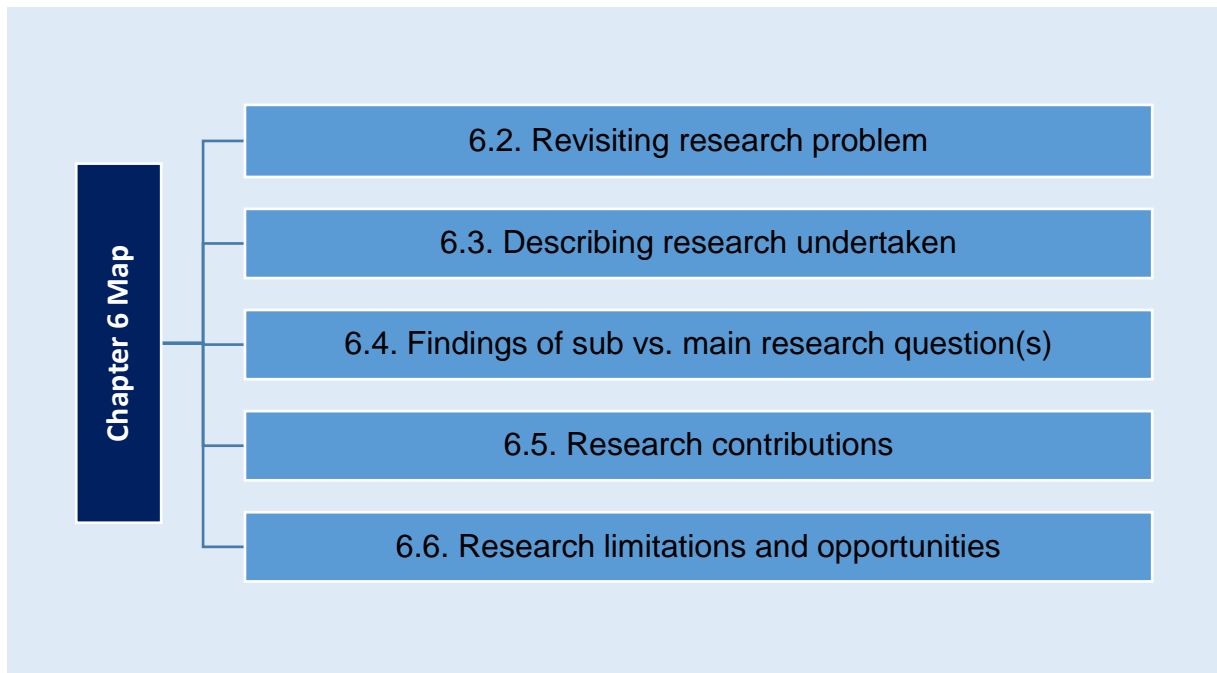 Chapter 6 Map
6.2. Revisiting research problem
6.3. Describing research undertaken
6.4. Findings of sub vs. main research question(s)
6.5. Research contributions
6.6. Research limitations and opportunities